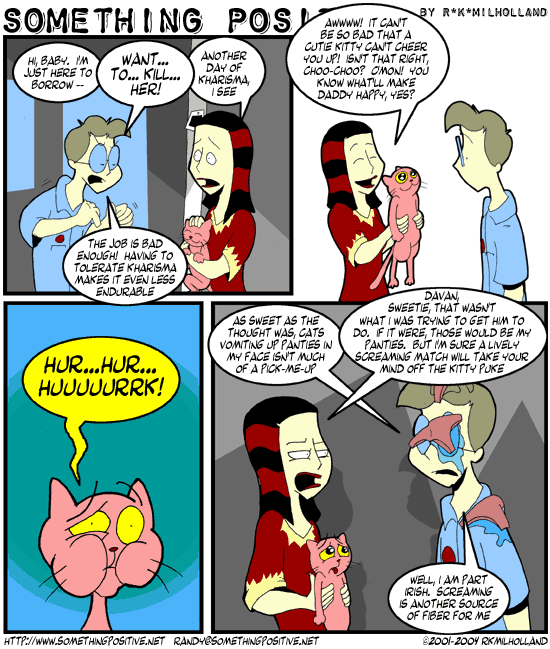 SOMETHING POSI
BY R*K*MILHOLLAND
HI, BABY. I'M
JUST HERE TO
BORROW --
WANT...
TO... KILL...
HER!
ANOTHER
DAY OF
KHARISMA,
I SEE
THE JOB IS BAD
ENOUGH! HAVING TO
TOLERATE KHARISMA
MAKES IT EVEN LESS
ENDURABLE
AWWWW! IT CAN'T
BE SO BAD THAT A
CUTIE KITTY CAN'T CHEER
YOU UP! ISN'T THAT RIGHT,
CHOO-CHOO? C'MON! YOU
KNOW WHAT'LL MAKE
DADDY HAPPY, YES?
HUR...HUR...
HUUUUURRK!
AS SWEET AS THE
THOUGHT WAS, CATS
VOMITING UP PANTIES IN
MY FACE ISN'T MUCH
OF A PICK-ME-UP
DAVAN,
SWEETIE, THAT WASN'T
WHAT I WAS TRYING TO GET HIM TO
DO. IF IT WERE, THOSE WOULD BE MY
PANTIES. BUT I'M SURE A LIVELY
SCREAMING MATCH WILL TAKE YOUR
MIND OFF THE KITTY PUKE
WELL, I AM PART
IRISH. SCREAMING
IS ANOTHER SOURCE
OF FIBER FOR ME
HTTP://WWW.SOMETHINGPOSITIVE.NET RANDY@SOMETHINGPOSITIVE.NET ©2001-2004 RKMILHOLLAND